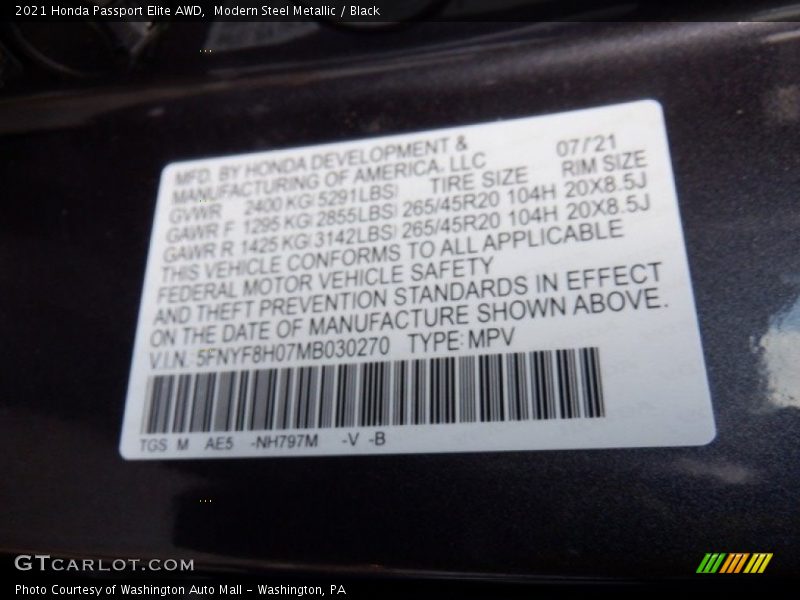 2021 Honda Passport Elite AWD,  Modern Steel Metallic / Black
MFD. BY HONDA DEVELOPMENT & 07/'21
MANUFACTURING OF AMERICA, LLC
GVWR 2400 KG( 5291LBS) TIRE SIZE RIM SIZE
GAWR F 1295 KG( 2855LBS) 265/45R20 104H 20X8.5J
GAWR R 1425 KG( 3142LBS) 265/45R20 104H 20X8.5J
THIS VEHICLE CONFORMS TO ALL APPLICABLE
FEDERAL MOTOR VEHICLE SAFETY
AND THEFT PREVENTION STANDARDS IN EFFECT
ON THE DATE OF MANUFACTURE SHOWN ABOVE.
V.I.N. 5FNYF8H07MB030270 TYPE: MPV
TGS M AE5 -NH797M -V -B
GTCARLOT.COM
Photo Courtesy of Washington Auto Mall - Washington, PA